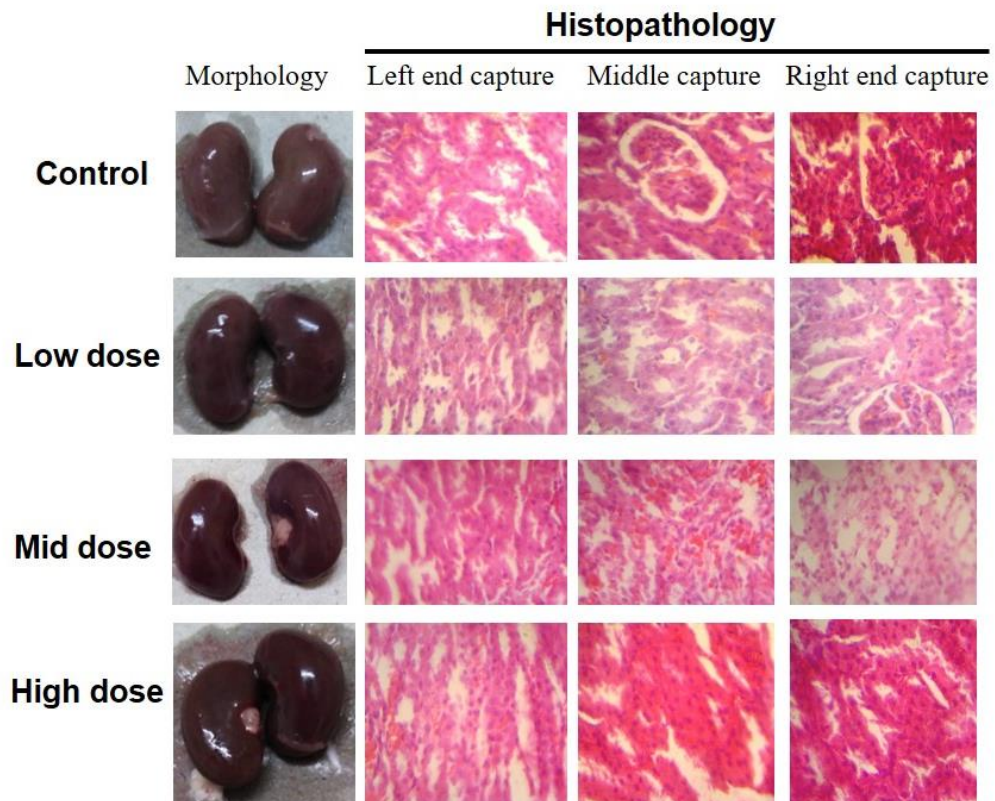 Histopathology
Morphology Left end capture Middle capture Right end capture
Control
Low dose
Mid dose
High dose